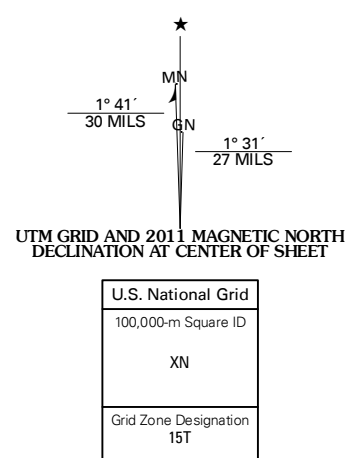 ★
MN
1° 41´
30 MILS
GN
1° 31´
27 MILS
UTM GRID AND 2011 MAGNETIC NORTH
DECLINATION AT CENTER OF SHEET
U.S. National Grid
100,000-m Square ID
XN
Grid Zone Designation
15T